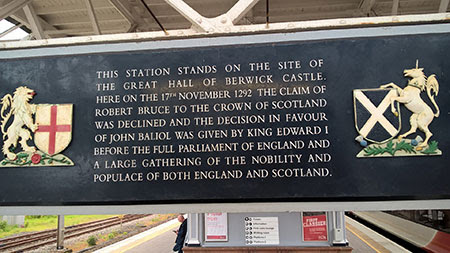 THIS STATION STANDS ON THE SITE OF
THE GREAT HALL OF BERWICK CASTLE.
HERE ON THE 17TH NOVEMBER 1292 THE CLAIM OF
ROBERT BRUCE TO THE CROWN OF SCOTLAND
WAS DECLINED AND THE DECISION IN FAVOUR
OF JOHN BALIOL WAS GIVEN BY KING EDWARD I
BEFORE THE FULL PARLIAMENT OF ENGLAND AND
A LARGE GATHERING OF THE NOBILITY AND
POPULACE OF BOTH ENGLAND AND SCOTLAND.